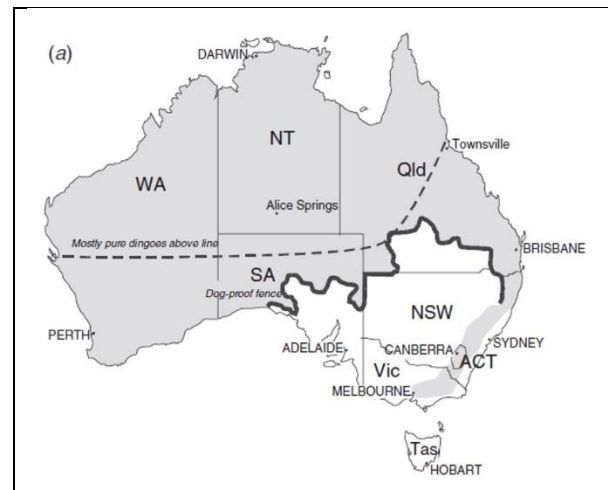 (a)
DARWIN
NT
WA
Qld
Townsville
Alice Springs
Mostly pure dingoes above line
BRISBANE
SA
Dog-proof fence
NSW
PERTH
ADELAIDE
CANBERRA
SYDNEY
ACT
Vic
MELBOURNE
Tas
HOBART